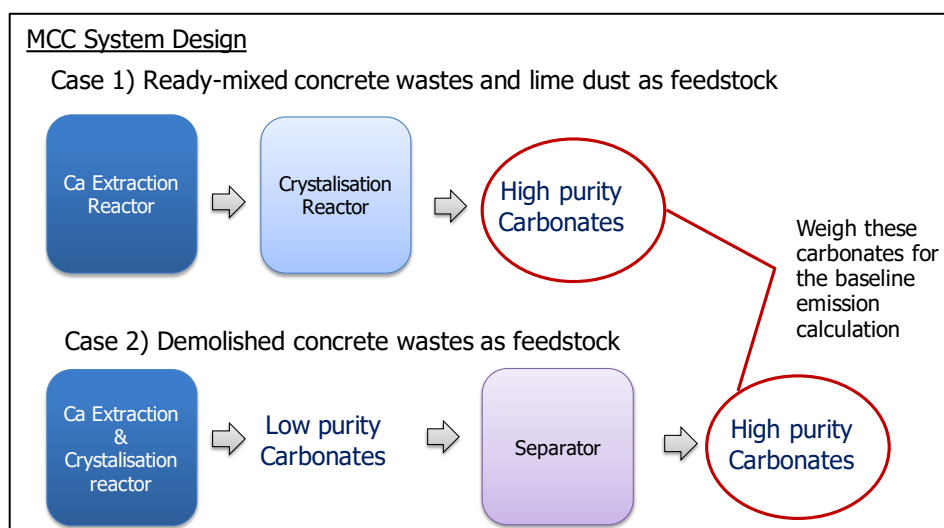 MCC System Design
Case 1) Ready-mixed concrete wastes and lime dust as feedstock
Ca Extraction
Reactor
Crystalisation
Reactor
High purity
Carbonates
Weigh these
carbonates for
the baseline
emission
calculation
Case 2) Demolished concrete wastes as feedstock
Ca Extraction
&
Crystalisation
reactor
Low purity
Carbonates
Separator
High purity
Carbonates